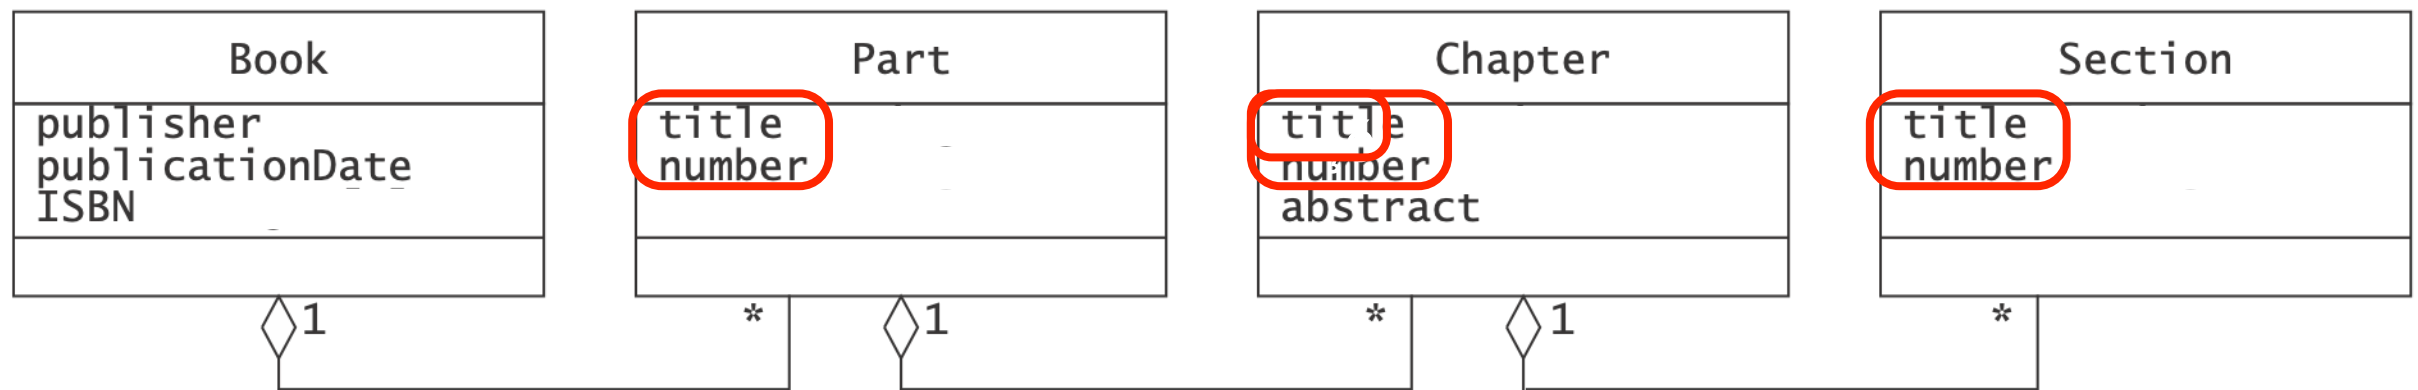 Book
publisher
publicationDate
ISBN
1
Part
title
number
*
1
Chapter
title
number
abstract
*
1
Section
title
number
*